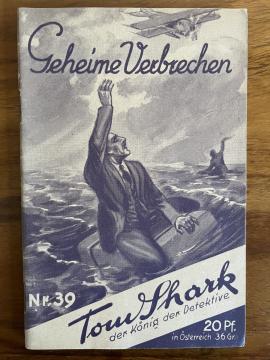 Geheime Verbrechen
Nr. 39
Tom Shark
der König der Detektive
20 Pf.
in Österreich 36 Gr.